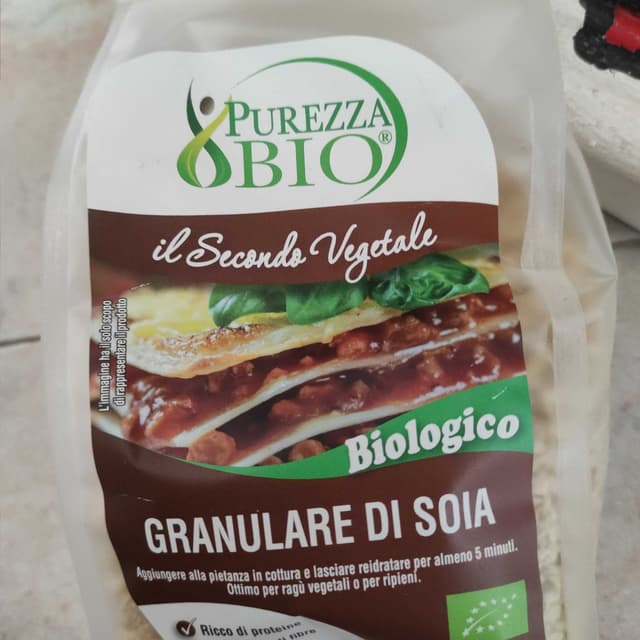 PUREZZA
BIO®
il Secondo Vegetale
L'immagine ha il solo scopo
di rappresentare il prodotto
Biologico
GRANULARE DI SOIA
Aggiungere alla pietanza in cottura e lasciare reidratare per almeno 5 minuti.
Ottimo per ragù vegetali o per ripieni.
Ricco di proteine
fibre